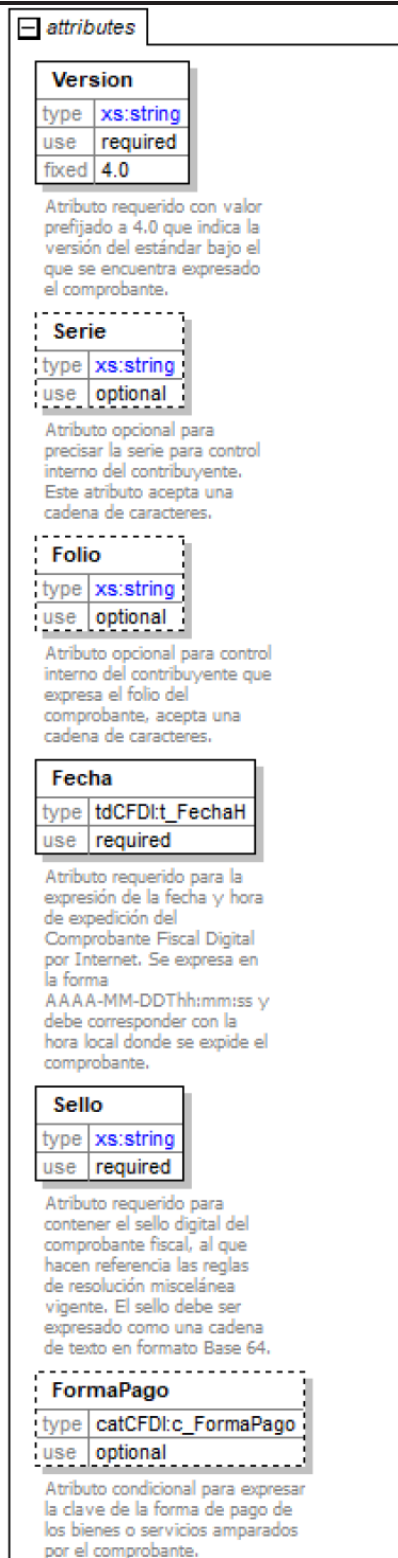 attributes
Version
type xs:string
use required
fixed 4.0
Atributo requerido con valor
prefijado a 4.0 que indica la
versión del estándar bajo el
que se encuentra expresado
el comprobante.
Serie
type xs:string
use optional
Atributo opcional para
precisar la serie para control
interno del contribuyente.
Este atributo acepta una
cadena de caracteres.
Folio
type xs:string
use optional
Atributo opcional para control
interno del contribuyente que
expresa el folio del
comprobante, acepta una
cadena de caracteres.
Fecha
type tdCFDI:t_FechaH
use required
Atributo requerido para la
expresión de la fecha y hora
de expedición del
Comprobante Fiscal Digital
por Internet. Se expresa en
la forma
AAAA-MM-DDThh:mm:ss y
debe corresponder con la
hora local donde se expide el
comprobante.
Sello
type xs:string
use required
Atributo requerido para
contener el sello digital del
comprobante fiscal, al que
hacen referencia las reglas
de resolución miscelánea
vigente. El sello debe ser
expresado como una cadena
de texto en formato Base 64.
FormaPago
type catCFDI:c_FormaPago
use optional
Atributo condicional para expresar
la clave de la forma de pago de
los bienes o servicios amparados
por el comprobante.